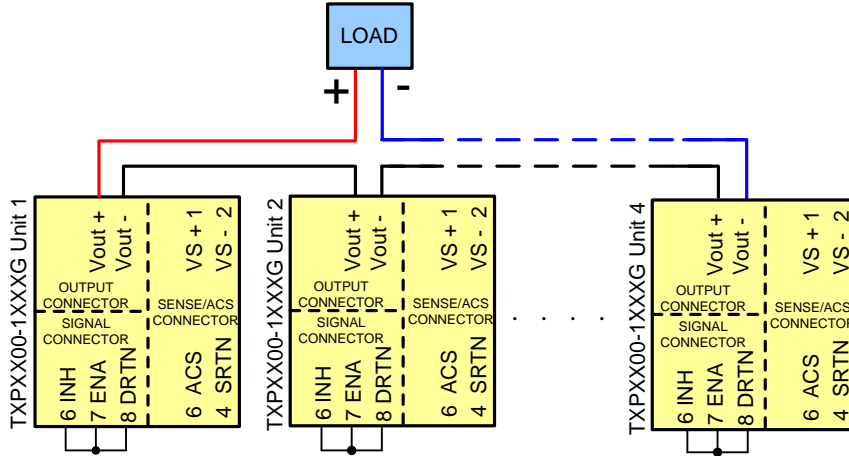 LOAD
+ -
TXPXX00-1XXXG Unit 1
Vout +
Vout -
VS + 1
VS - 2
OUTPUT
CONNECTOR
SIGNAL
CONNECTOR
SENSE/ACS
CONNECTOR
6 INH
7 ENA
8 DRTN
6 ACS
4 SRTN
TXPXX00-1XXXG Unit 2
Vout +
Vout -
VS + 1
VS - 2
OUTPUT
CONNECTOR
SIGNAL
CONNECTOR
SENSE/ACS
CONNECTOR
6 INH
7 ENA
8 DRTN
6 ACS
4 SRTN
. . . . .
TXPXX00-1XXXG Unit 4
Vout +
Vout -
VS + 1
VS - 2
OUTPUT
CONNECTOR
SIGNAL
CONNECTOR
SENSE/ACS
CONNECTOR
6 INH
7 ENA
8 DRTN
6 ACS
4 SRTN